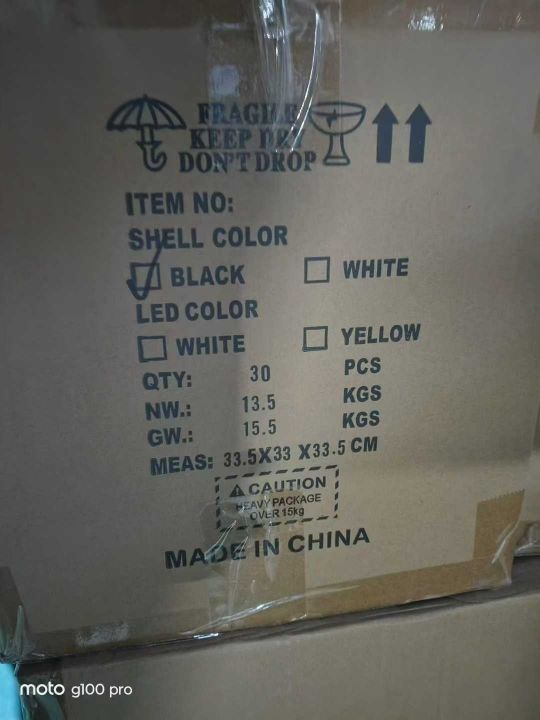 FRAGILE
KEEP DRY
DON'T DROP
ITEM NO:
SHELL COLOR
BLACK WHITE
LED COLOR
WHITE YELLOW
QTY: 30 PCS
NW.: 13.5 KGS
GW.: 15.5 KGS
MEAS: 33.5X33 X33.5 CM
CAUTION
HEAVY PACKAGE
OVER 15kg
MADE IN CHINA
moto g100 pro